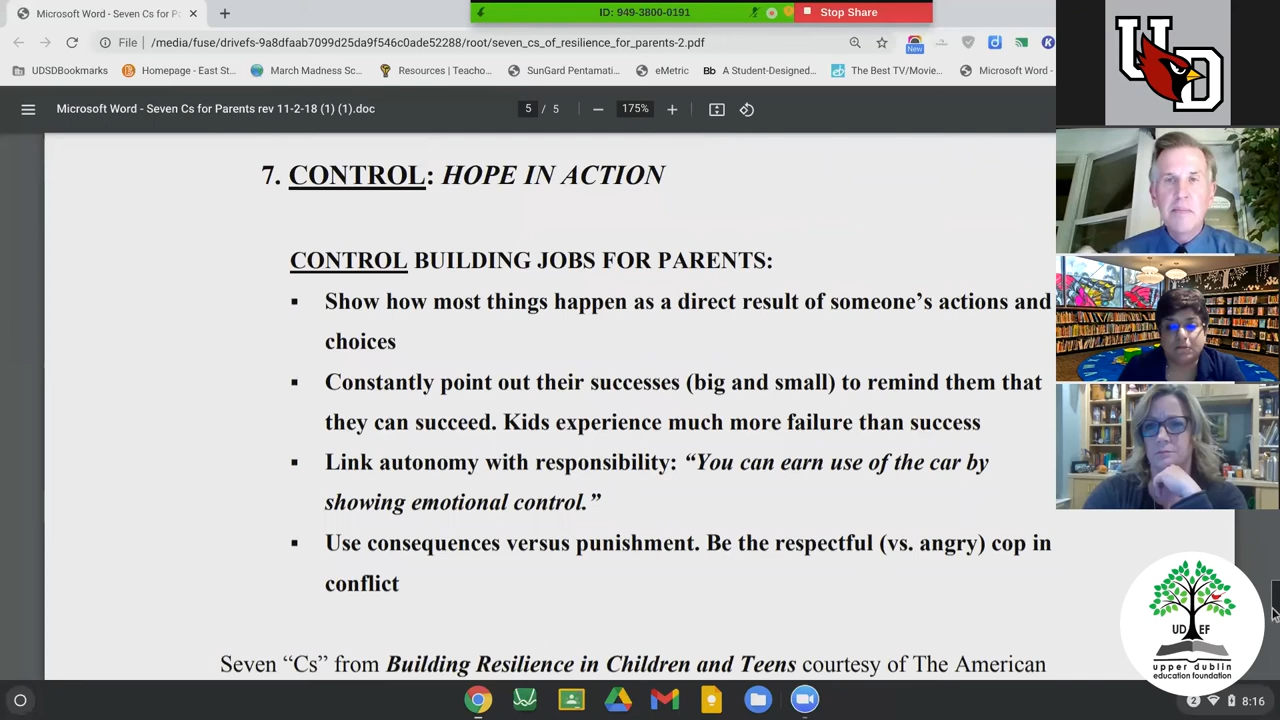 Microsoft Word - Seven Cs for P
ID: 949-3800-0191
Stop Share
File
/media/fuse/drivefs-9a8dfaab7099d25da9f546c0ade522
/root/seven_cs_of_resilience_for_parents-2.pdf
New
UDSDBookmarks
Homepage - East St...
March Madness Sc...
Resources | Teache...
SunGard Pentamati...
eMetric
Bb A Student-Designed...
The Best TV/Movie...
Microsoft Word -
Microsoft Word - Seven Cs for Parents rev 11-2-18 (1) (1).doc
5 / 5
175%
UD
7. CONTROL: HOPE IN ACTION
CONTROL BUILDING JOBS FOR PARENTS:
▪ Show how most things happen as a direct result of someone’s actions and
choices
▪ Constantly point out their successes (big and small) to remind them that
they can succeed. Kids experience much more failure than success
▪ Link autonomy with responsibility: “You can earn use of the car by
showing emotional control.”
▪ Use consequences versus punishment. Be the respectful (vs. angry) cop in
conflict
Seven “Cs” from Building Resilience in Children and Teens courtesy of The American
UD EF
upper dublin
education foundation
2
8:16